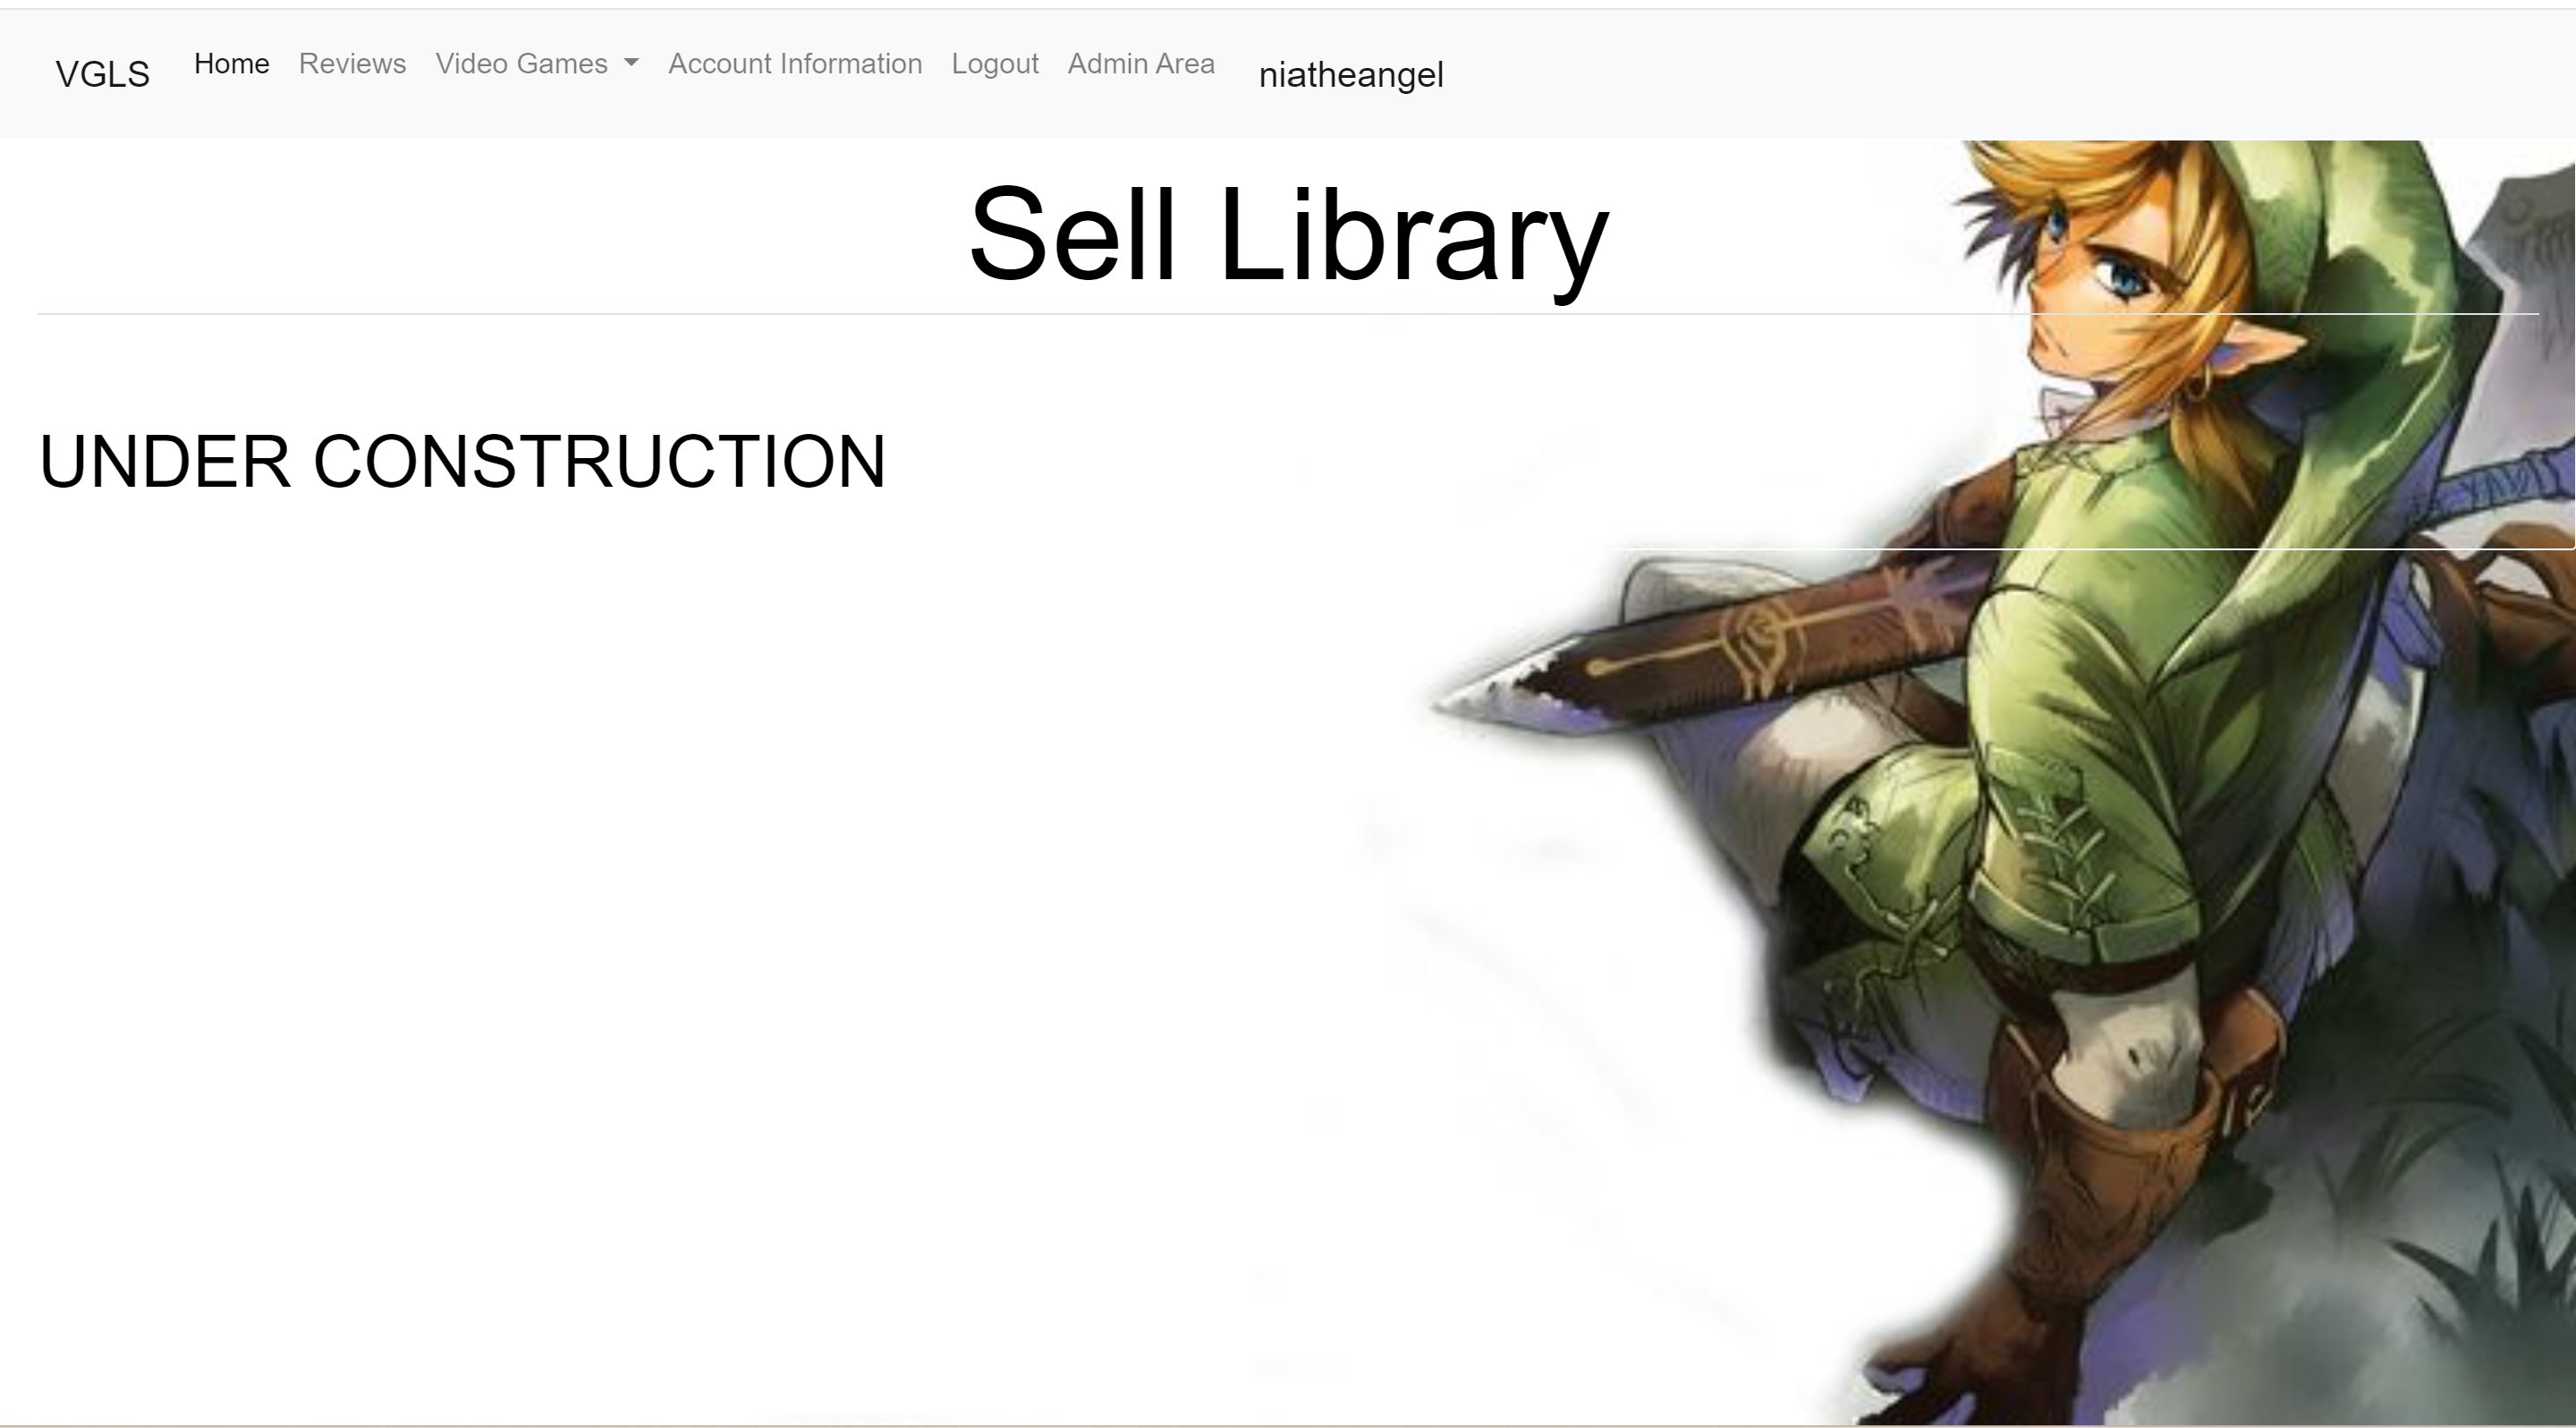 VGLS Home Reviews Video Games Account Information Logout Admin Area niatheangel
Sell Library
UNDER CONSTRUCTION